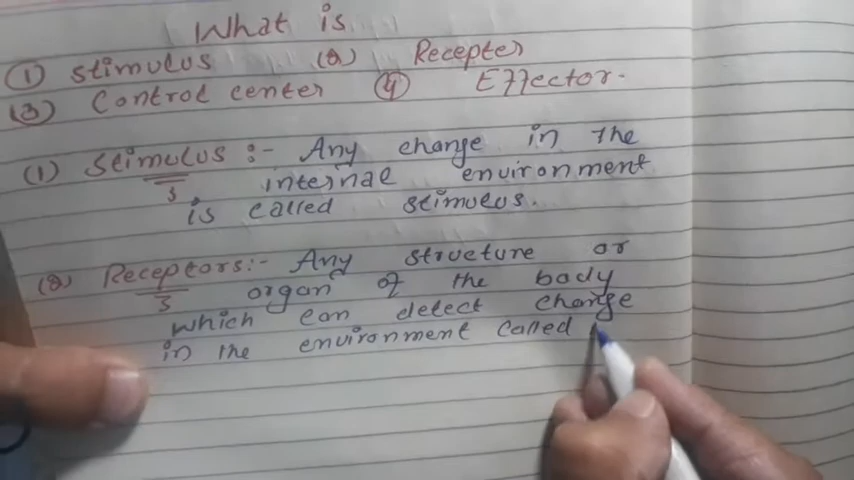 What is
① Stimulus (2) Recepter
(3) Control center ④ Effector.
(1) Stimulus :- Any change in the
internal environment
is called stimulus.
(2) Receptors:- Any structure or
organ of the body
which can detect change
in the environment called